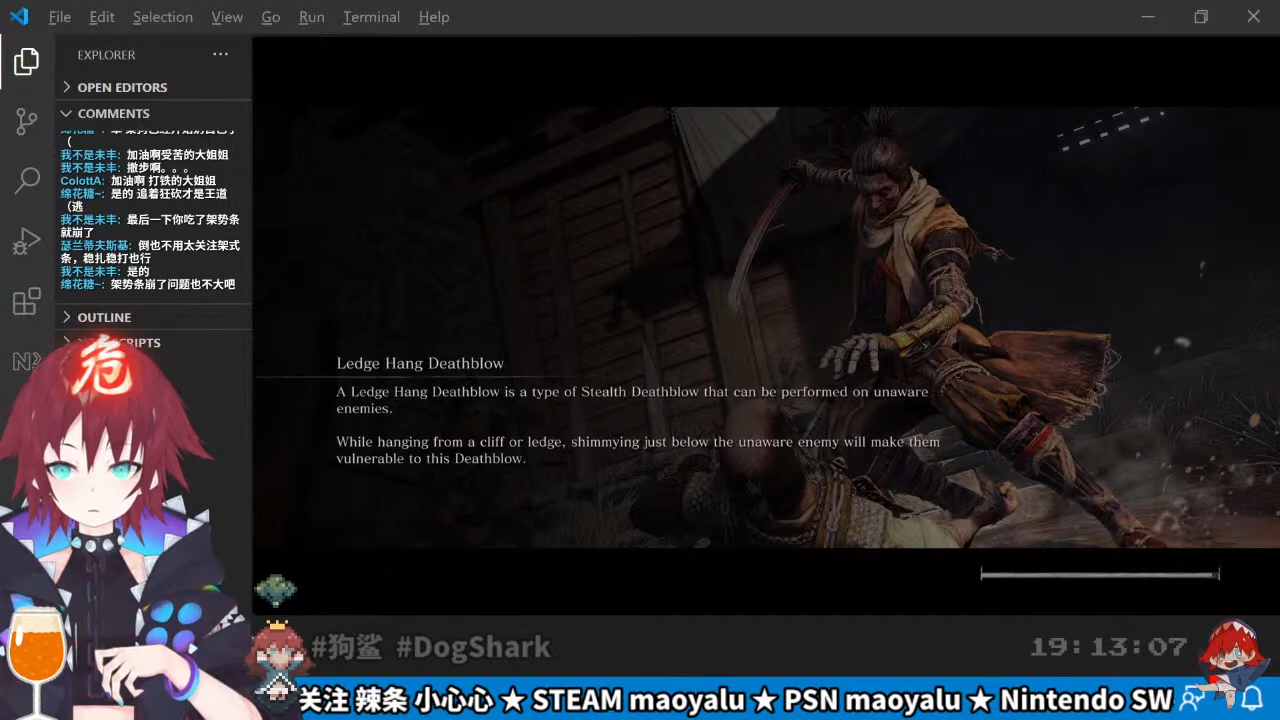 File Edit Selection View Go Run Terminal Help
EXPLORER ...
OPEN EDITORS
COMMENTS
（
我不是未丰: 加油啊受苦的大姐姐
我不是未丰: 撤步啊。。。
ColottA: 加油啊 打铁的大姐姐
绵花糖~: 是的 追着狂砍才是王道
（逃
我不是未丰: 最后一下你吃了架势条
就崩了
瑟兰蒂夫斯基: 倒也不用太关注架式
条，稳扎稳打也行
我不是未丰: 是的
绵花糖~: 架势条崩了问题也不大吧
OUTLINE
危
Ledge Hang Deathblow
A Ledge Hang Deathblow is a type of Stealth Deathblow that can be performed on unaware
enemies.
While hanging from a cliff or ledge, shimmying just below the unaware enemy will make them
vulnerable to this Deathblow.
#狗鲨 #DogShark
19:13:07
关注 辣条 小心心 ★ STEAM maoyalu ★ PSN maoyalu ★ Nintendo SW